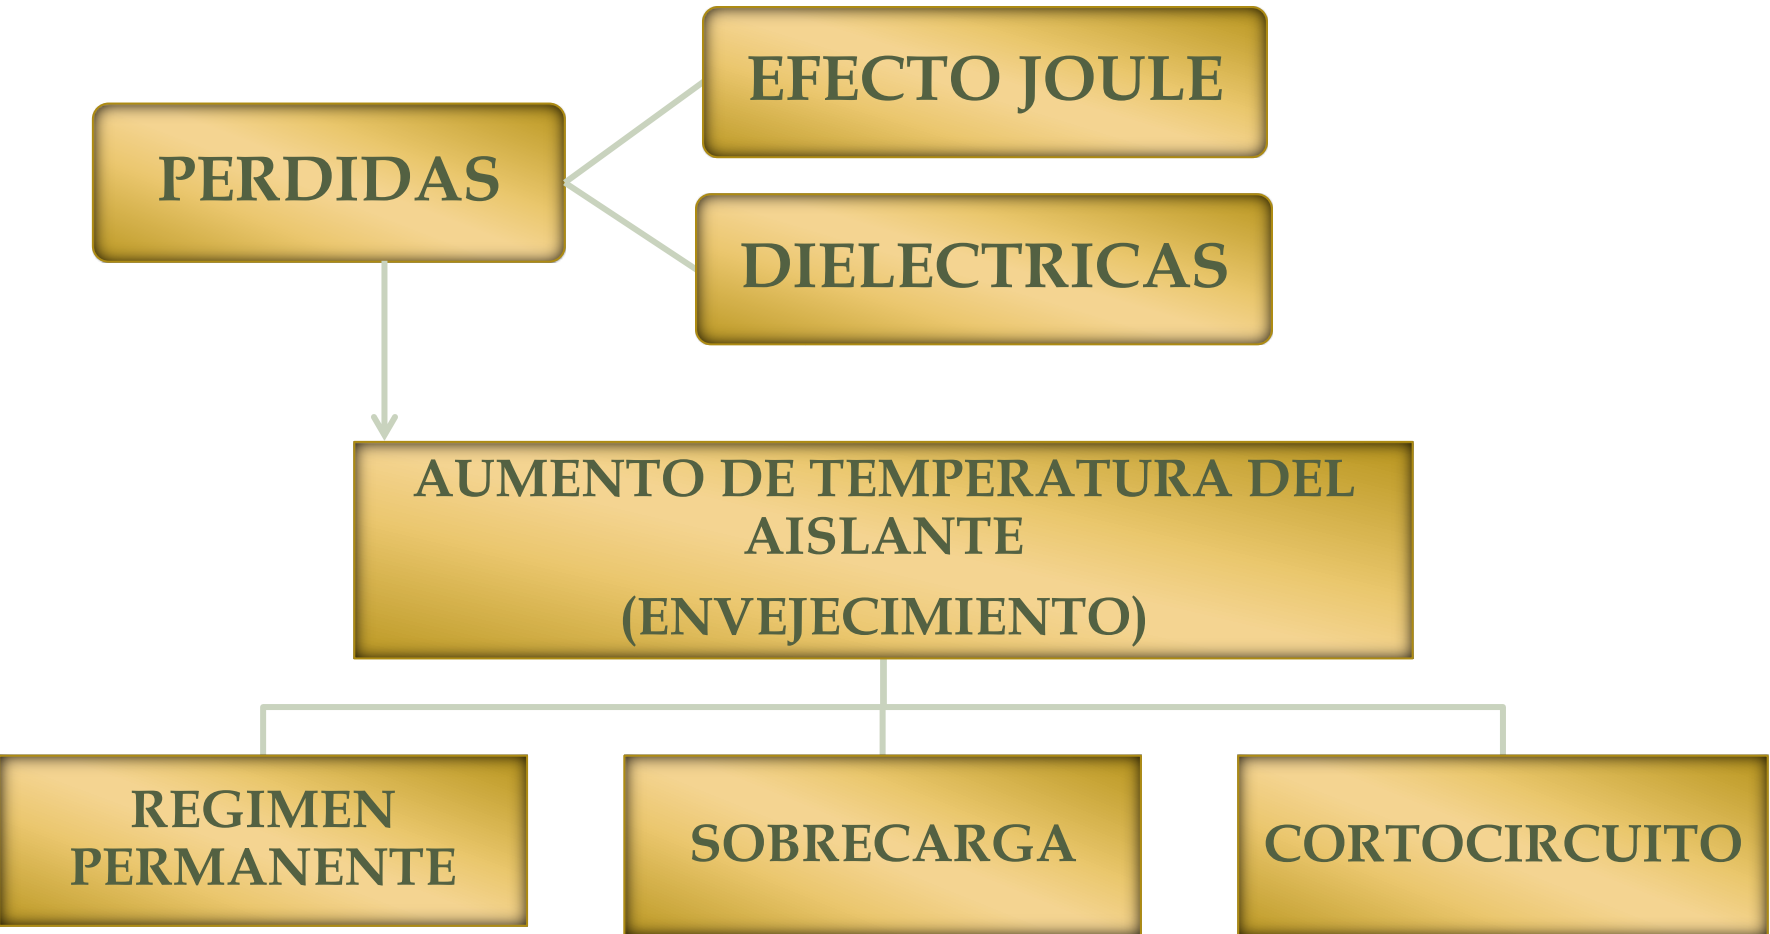 EFECTO JOULE
PERDIDAS
DIELECTRICAS
AUMENTO DE TEMPERATURA DEL
AISLANTE
(ENVEJECIMIENTO)
REGIMEN
PERMANENTE
SOBRECARGA
CORTOCIRCUITO